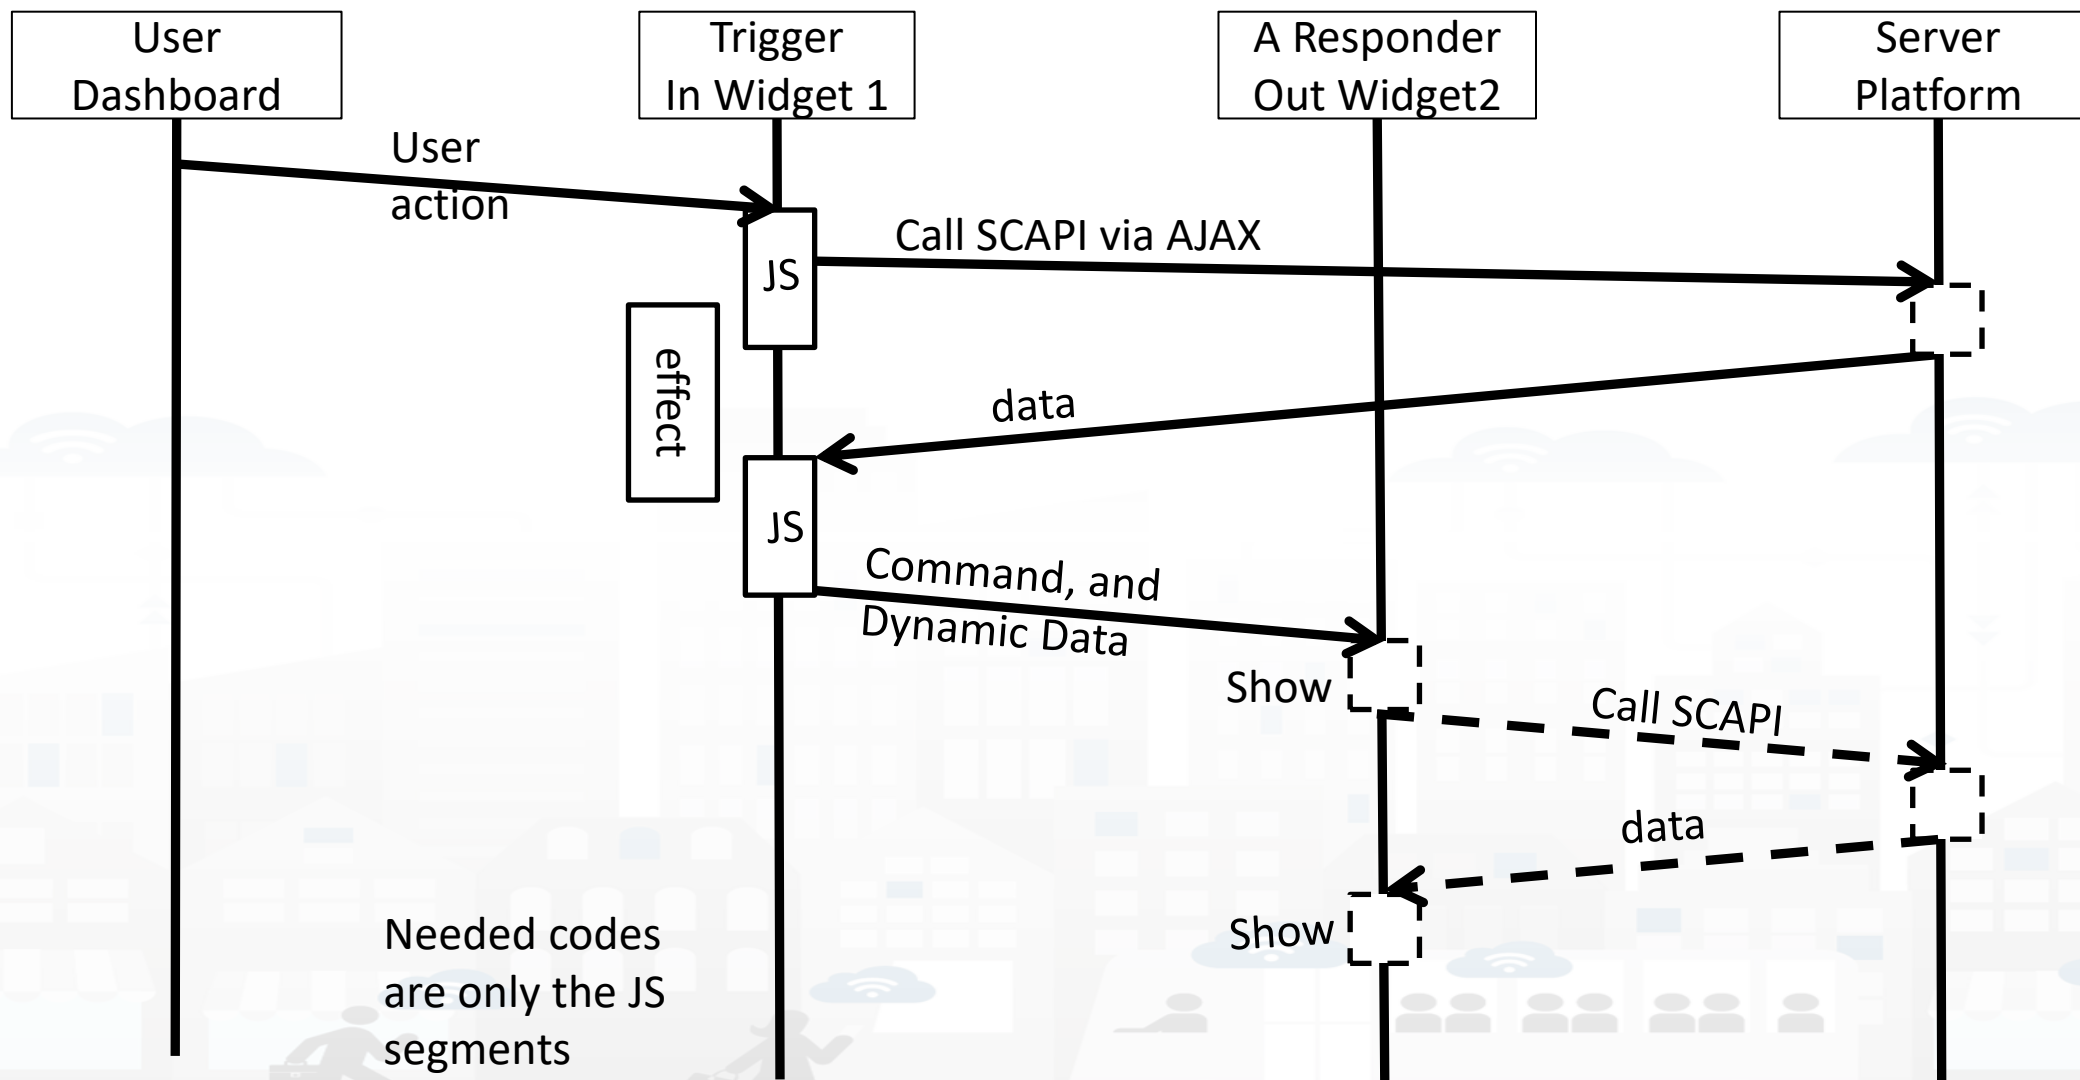 User
Dashboard
Trigger
In Widget 1
A Responder
Out Widget2
Server
Platform
User
action
Call SCAPI via AJAX
JS
effect
data
JS
Command, and
Dynamic Data
Show
Call SCAPI
data
Show
Needed codes
are only the JS
segments